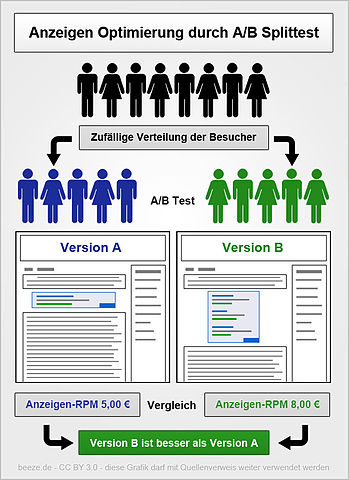 Anzeigen Optimierung durch A/B Splittest
Zufällige Verteilung der Besucher
A/B Test
Version A
Version B
Anzeigen-RPM 5,00 €
Vergleich
Anzeigen-RPM 8,00 €
Version B ist besser als Version A
beeze.de - CC BY 3.0 - diese Grafik darf mit Quellenverweis weiter verwendet werden